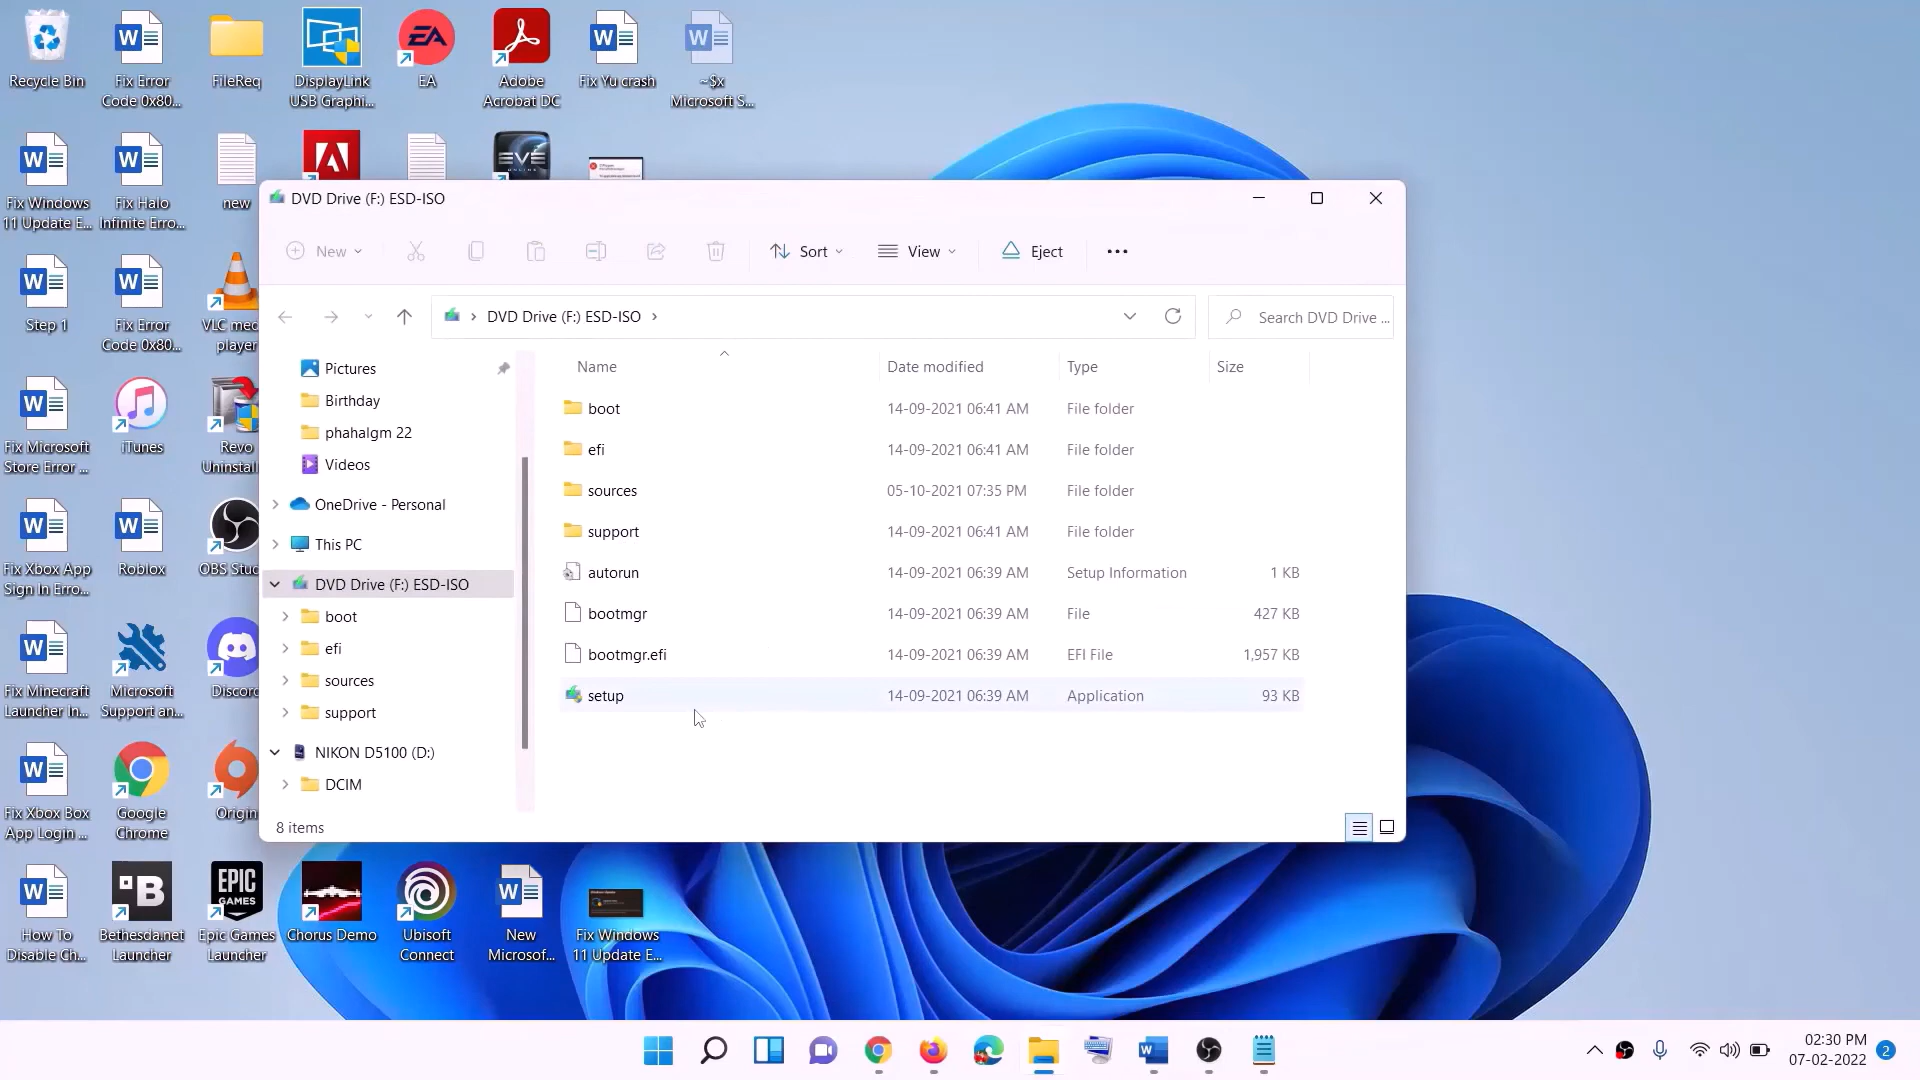 Recycle Bin
Fix Error
Code 0x80...
FileReq
DisplayLink
USB Graphi...
EA
EA
Adobe
Acrobat DC
Fix Yu crash
~$x
Microsoft S...
Fix Windows
11 Update E...
Fix Halo
Infinite Erro...
new
EVE
ONLINE
DVD Drive (F:) ESD-ISO
New
Sort
View
Eject
DVD Drive (F:) ESD-ISO
Search DVD Drive ...
Step 1
Fix Error
Code 0x80...
VLC med
player
Pictures
Birthday
phahalgm 22
Videos
OneDrive - Personal
This PC
DVD Drive (F:) ESD-ISO
boot
efi
sources
support
NIKON D5100 (D:)
DCIM
Name
Date modified
Type
Size
boot
14-09-2021 06:41 AM
File folder
efi
14-09-2021 06:41 AM
File folder
sources
05-10-2021 07:35 PM
File folder
support
14-09-2021 06:41 AM
File folder
autorun
14-09-2021 06:39 AM
Setup Information
1 KB
bootmgr
14-09-2021 06:39 AM
File
427 KB
bootmgr.efi
14-09-2021 06:39 AM
EFI File
1,957 KB
setup
14-09-2021 06:39 AM
Application
93 KB
8 items
Fix Microsoft
Store Error ...
iTunes
Revo
Uninstall
Fix Xbox App
Sign In Erro...
Roblox
OBS Stud
Fix Minecraft
Launcher In...
Microsoft
Support an...
Discord
Fix Xbox Box
App Login ...
Google
Chrome
Origin
How To
Disable Ch...
Bethesda.net
Launcher
EPIC
GAMES
Epic Games
Launcher
Chorus Demo
Ubisoft
Connect
New
Microsof...
Fix Windows
11 Update E...
02:30 PM
07-02-2022
2